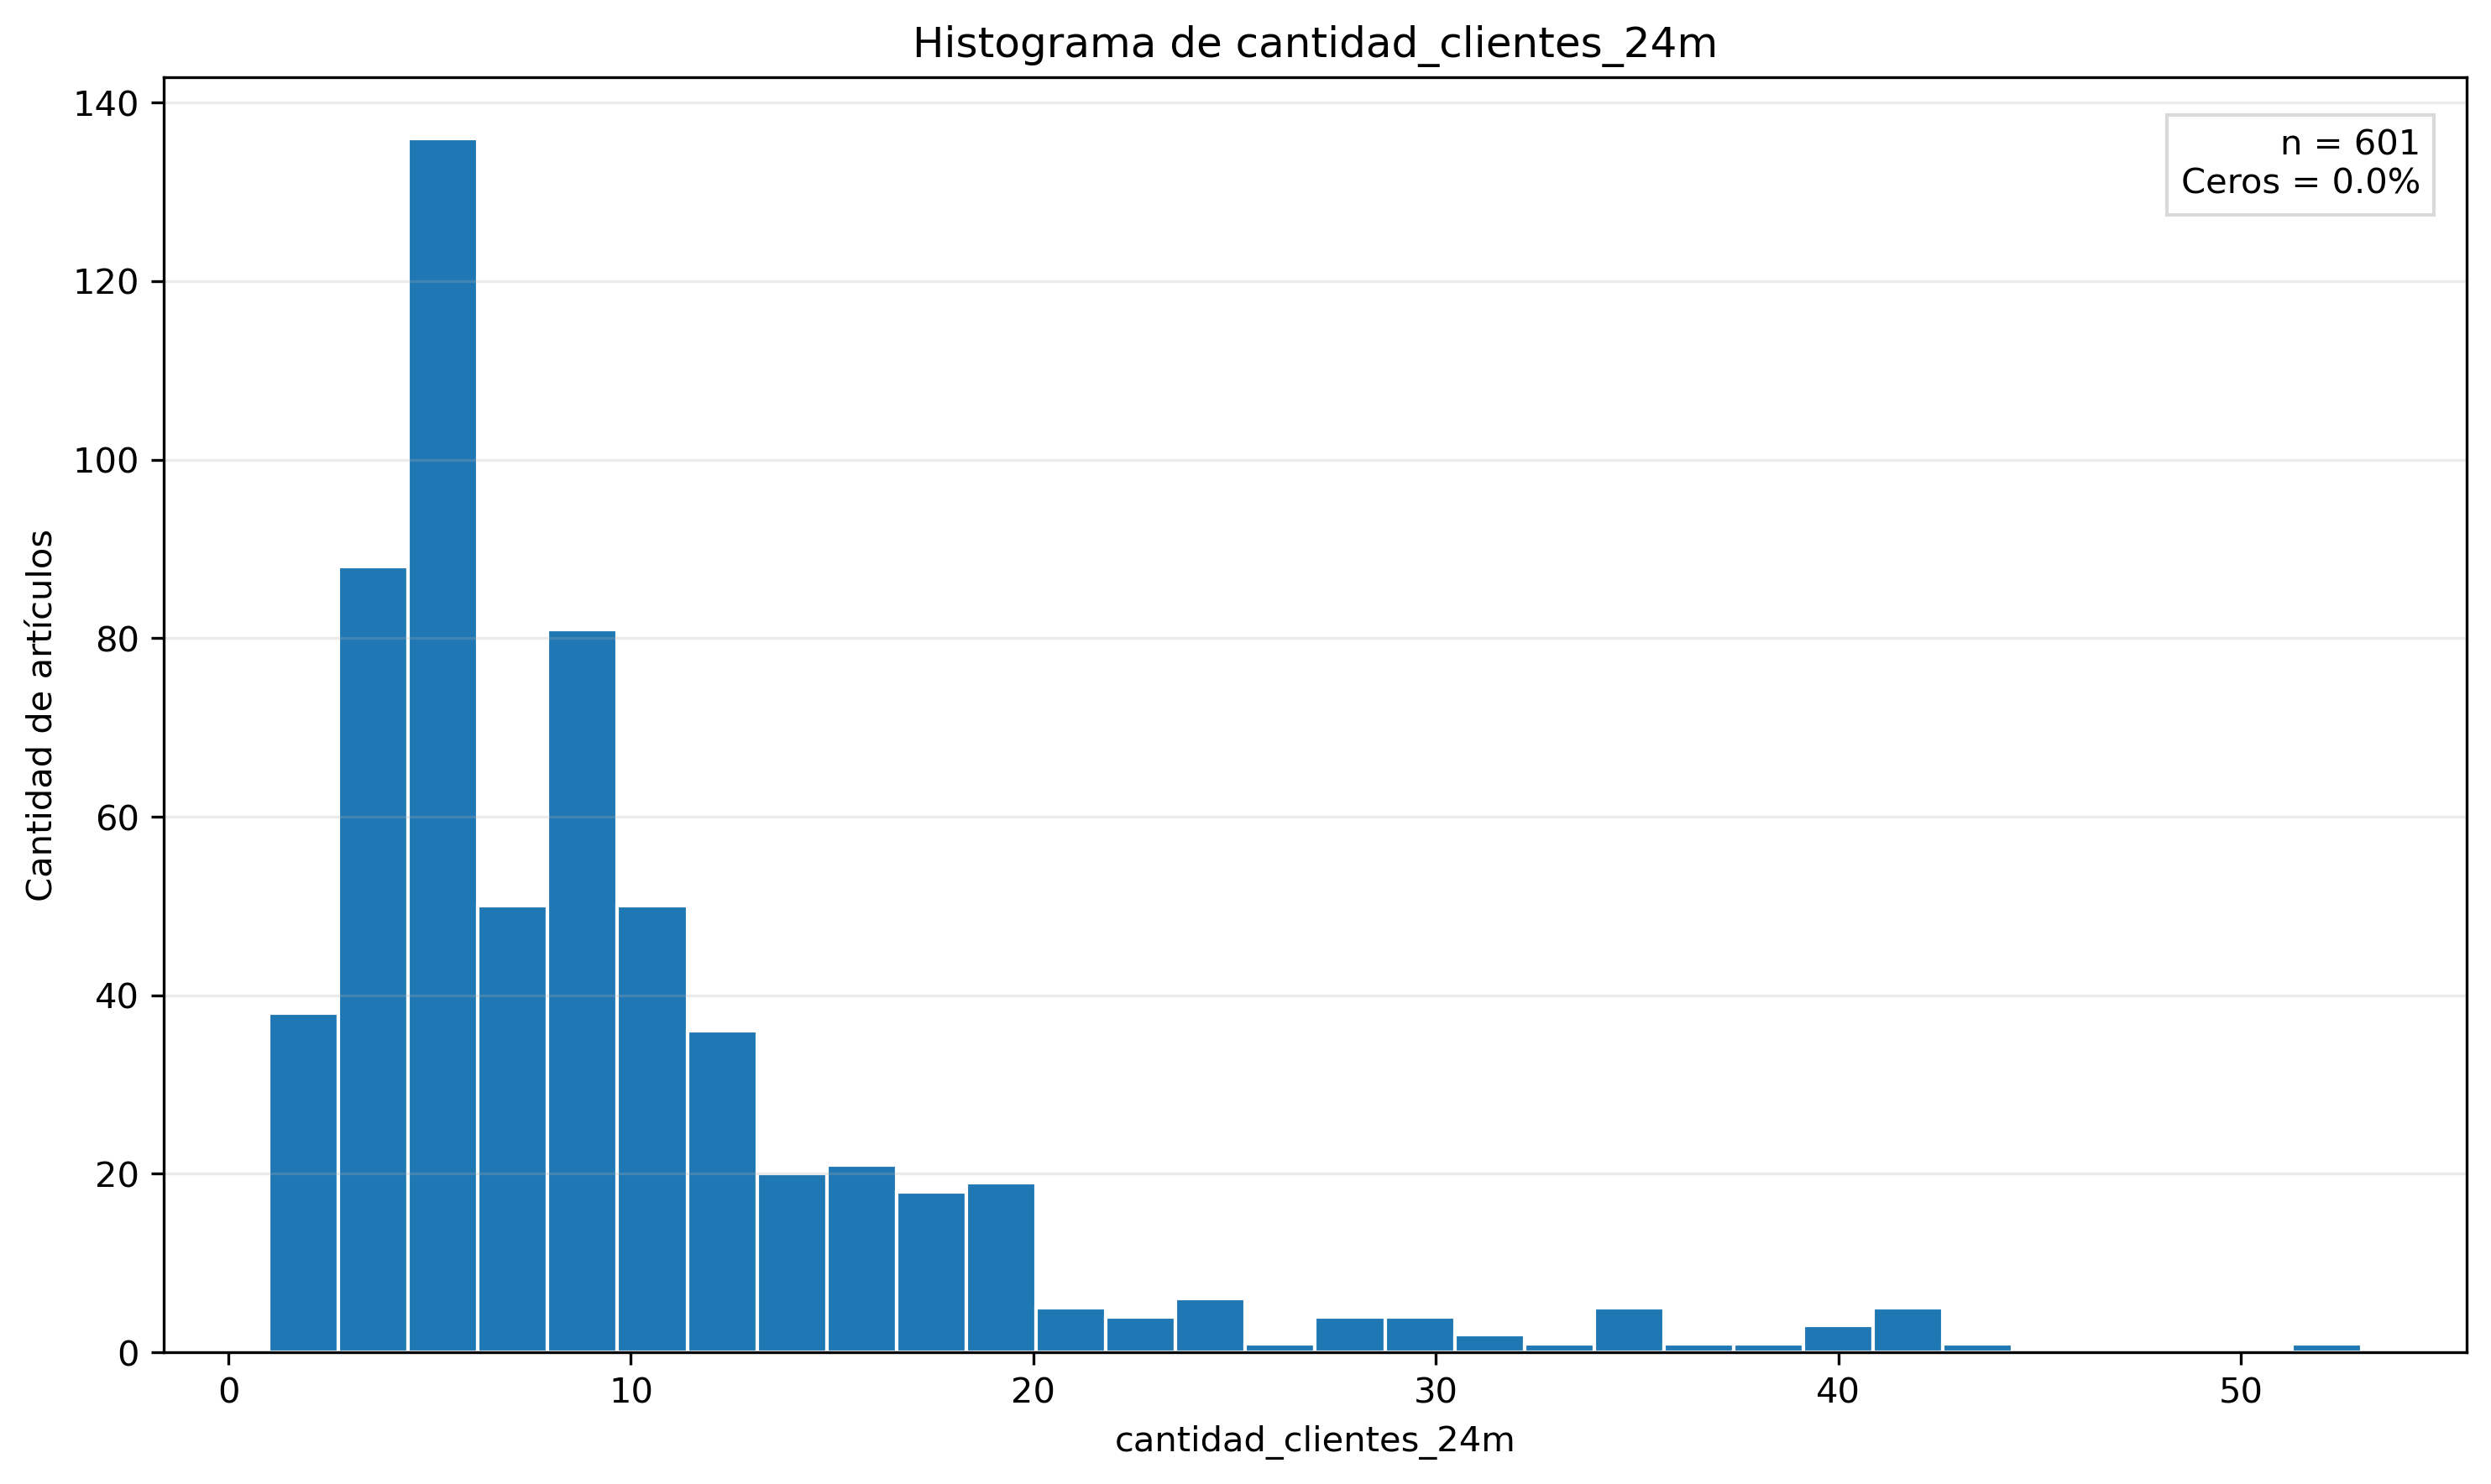 Histograma de cantidad_clientes_24m
n = 601
Ceros = 0.0%
Cantidad de artículos
140
120
100
80
60
40
20
0
0 10 20 30 40 50
cantidad_clientes_24m